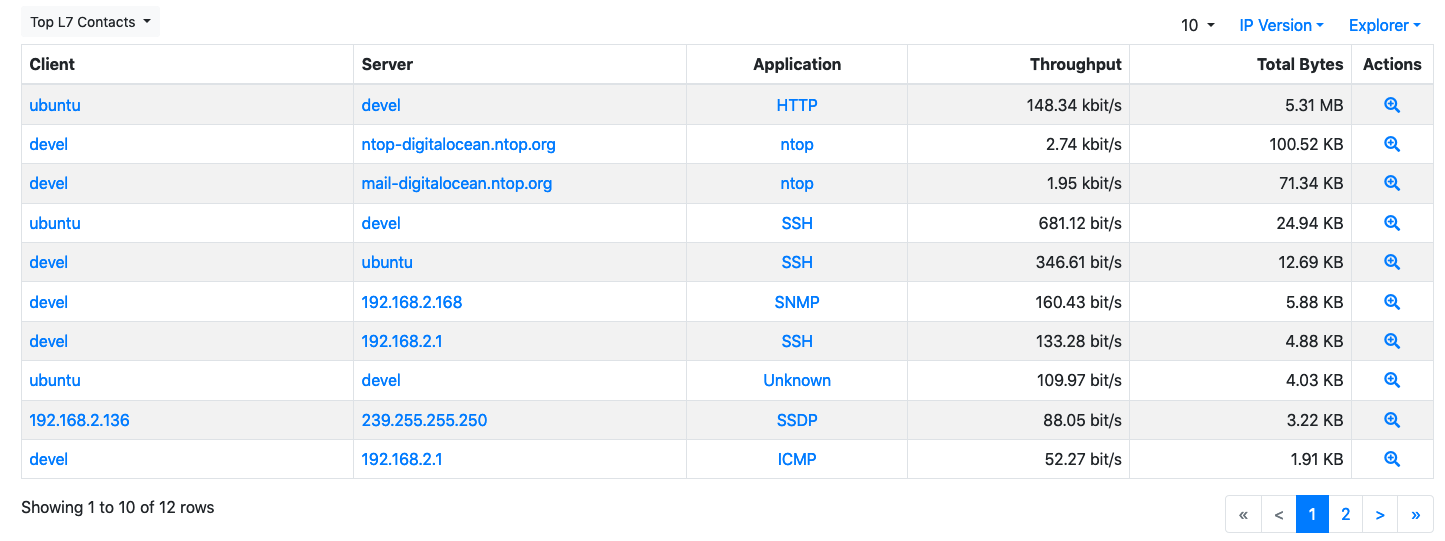 Top L7 Contacts
10 IP Version Explorer
Client Server Application Throughput Total Bytes Actions
ubuntu devel HTTP 148.34 kbit/s 5.31 MB
devel ntop-digitalocean.ntop.org ntop 2.74 kbit/s 100.52 KB
devel mail-digitalocean.ntop.org ntop 1.95 kbit/s 71.34 KB
ubuntu devel SSH 681.12 bit/s 24.94 KB
devel ubuntu SSH 346.61 bit/s 12.69 KB
devel 192.168.2.168 SNMP 160.43 bit/s 5.88 KB
devel 192.168.2.1 SSH 133.28 bit/s 4.88 KB
ubuntu devel Unknown 109.97 bit/s 4.03 KB
192.168.2.136 239.255.255.250 SSDP 88.05 bit/s 3.22 KB
devel 192.168.2.1 ICMP 52.27 bit/s 1.91 KB
Showing 1 to 10 of 12 rows
« < 1 2 > »